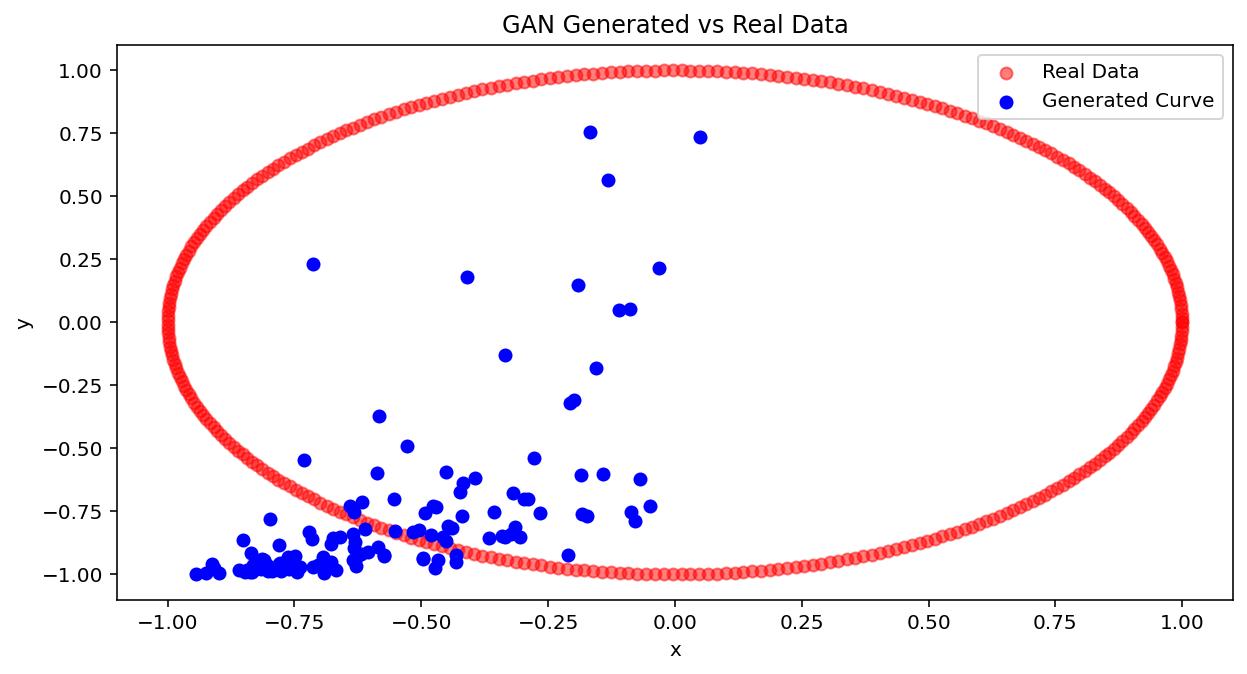 GAN Generated vs Real Data
Real Data
Generated Curve
1.00
0.75
0.50
0.25
0.00
−0.25
−0.50
−0.75
−1.00
y
−1.00 −0.75 −0.50 −0.25 0.00 0.25 0.50 0.75 1.00
x